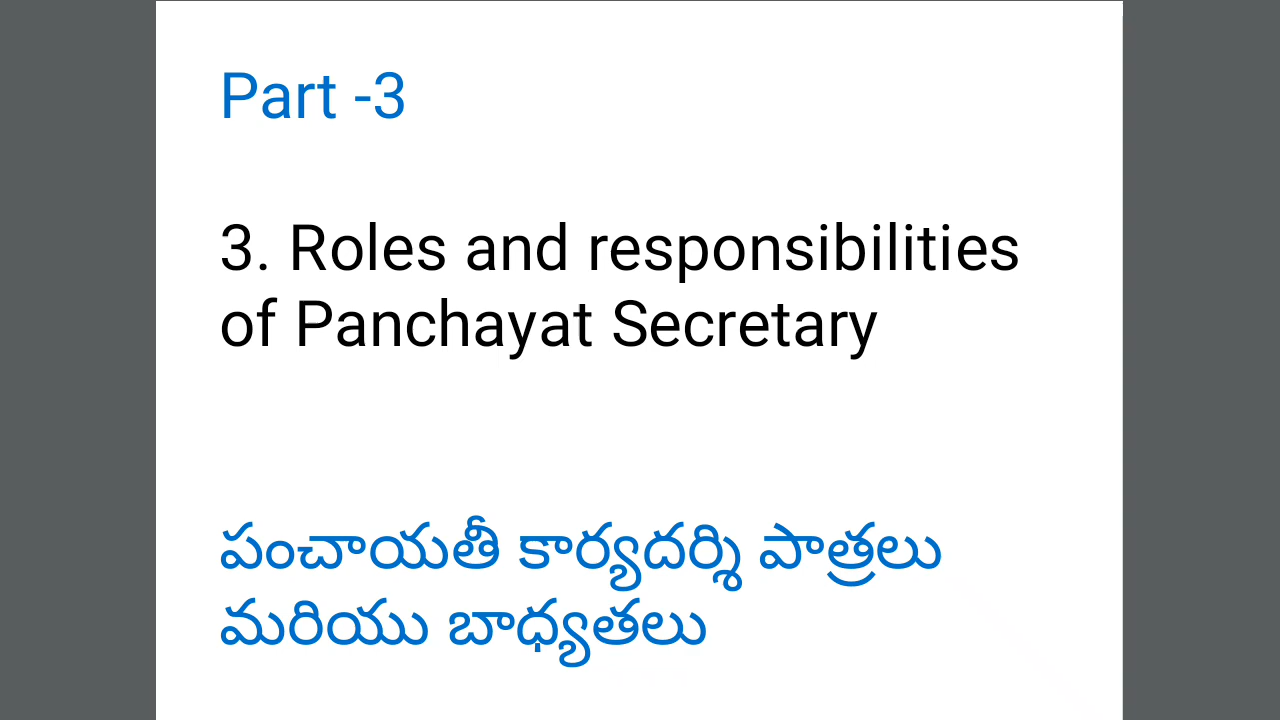 Part -3
3. Roles and responsibilities
of Panchayat Secretary
పంచాయతీ కార్యదర్శి పాత్రలు
మరియు బాధ్యతలు